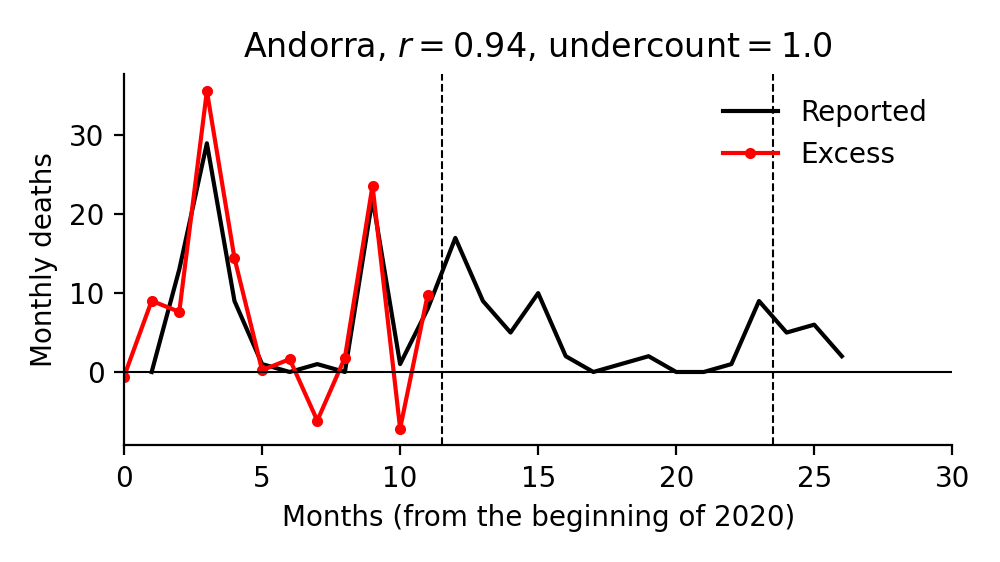 Andorra, r = 0.94, undercount = 1.0
Reported
Excess
Monthly deaths
30
20
10
0
0 5 10 15 20 25 30
Months (from the beginning of 2020)